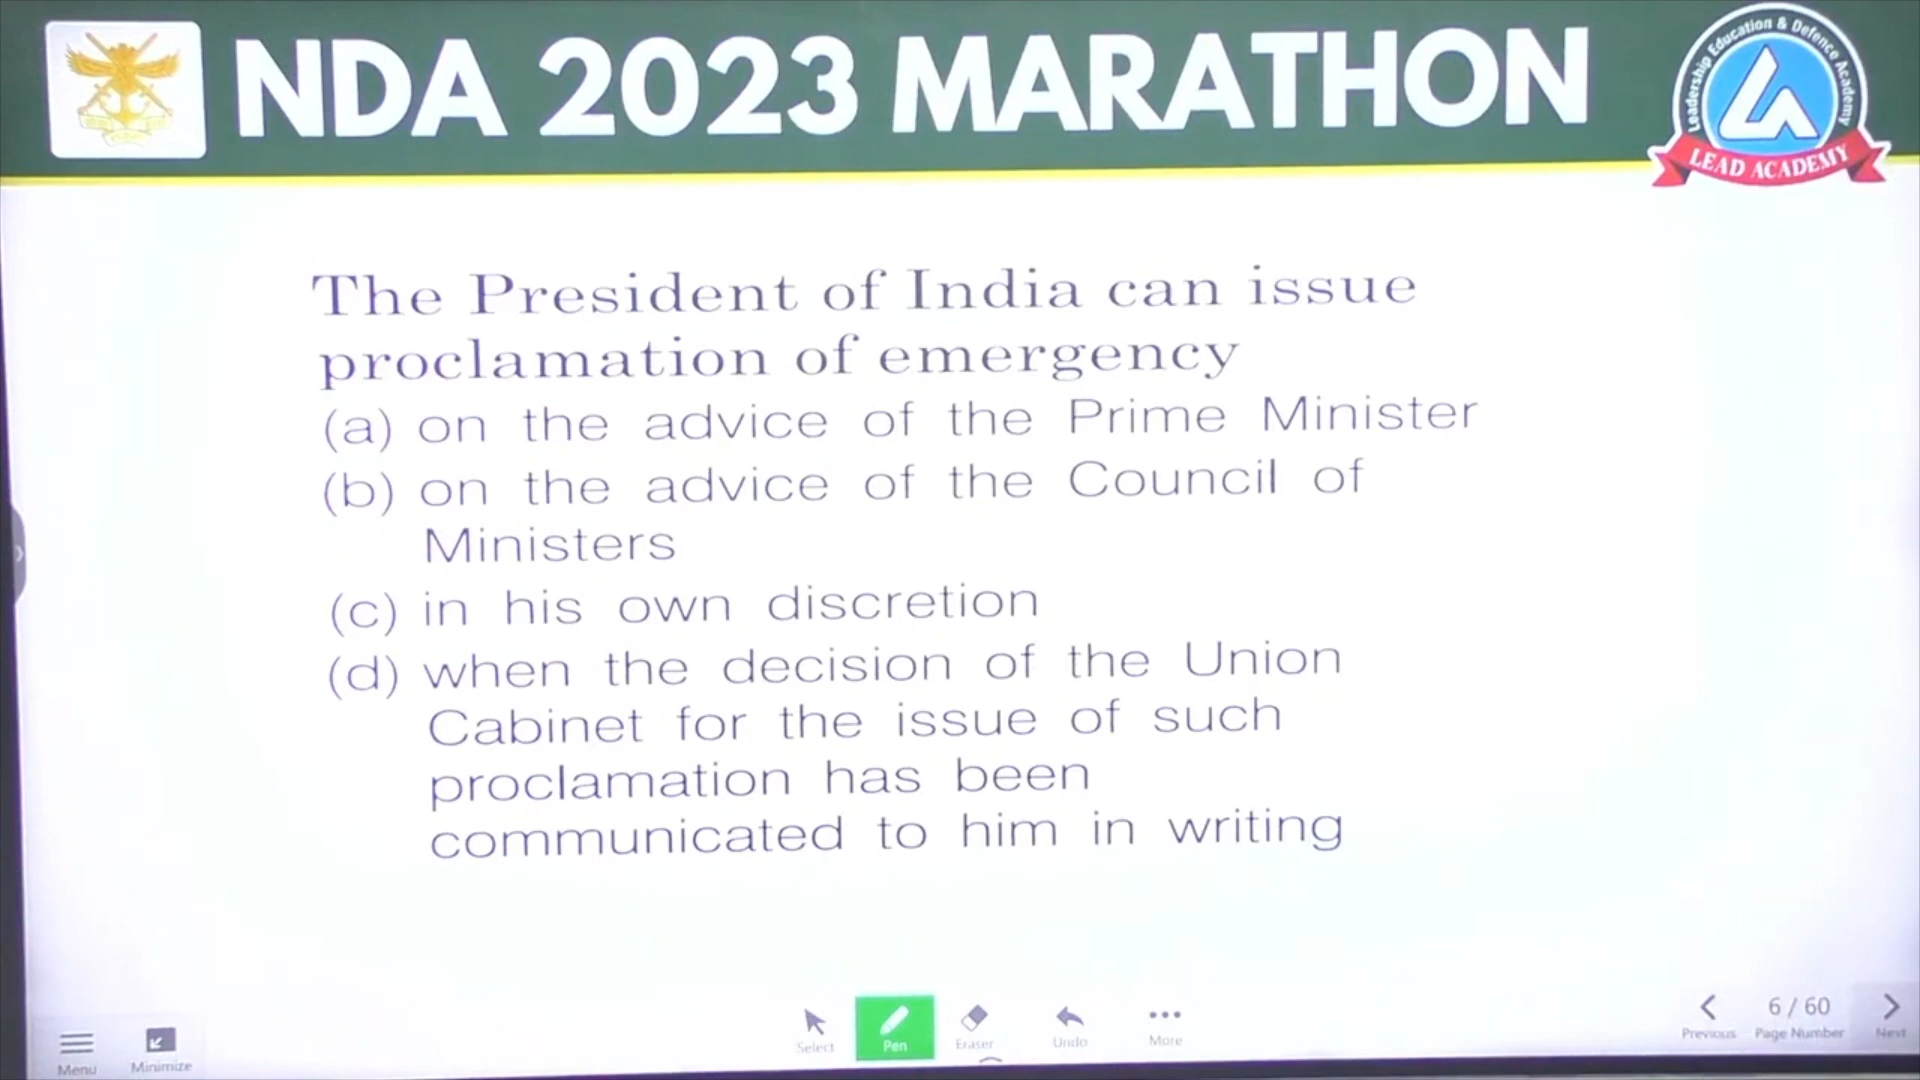 NDA 2023 MARATHON
Leadership Education & Defence Academy
LEAD ACADEMY
The President of India can issue
proclamation of emergency
(a) on the advice of the Prime Minister
(b) on the advice of the Council of
Ministers
(c) in his own discretion
(d) when the decision of the Union
Cabinet for the issue of such
proclamation has been
communicated to him in writing
Menu
Minimize
Select
Pen
Eraser
Undo
More
Previous
6 / 60
Page Number
Next